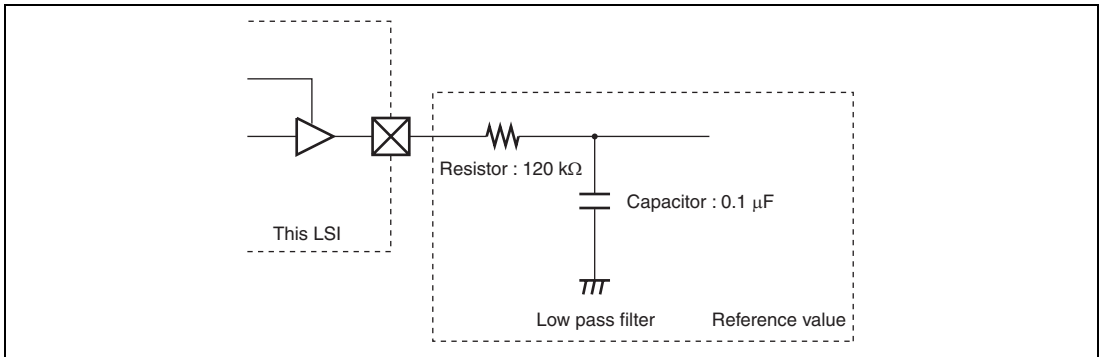 Resistor : 120 kΩ
Capacitor : 0.1 μF
This LSI
Low pass filter
Reference value